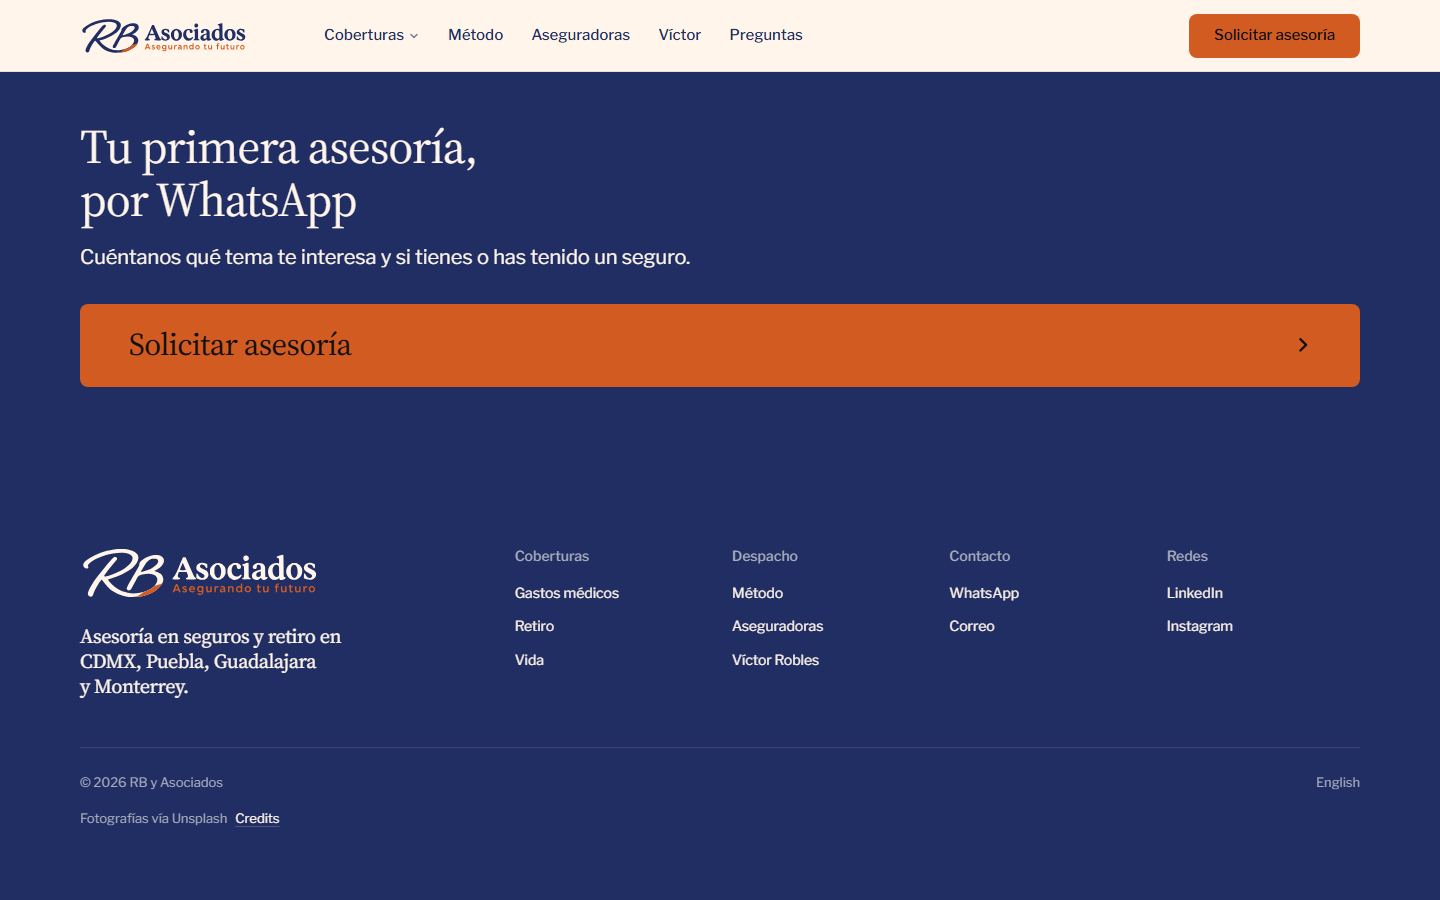 RB Asociados
Asegurando tu futuro
Coberturas
Método
Aseguradoras
Víctor
Preguntas
Solicitar asesoría
Tu primera asesoría,
por WhatsApp
Cuéntanos qué tema te interesa y si tienes o has tenido un seguro.
Solicitar asesoría
RB Asociados
Asegurando tu futuro
Asesoría en seguros y retiro en
CDMX, Puebla, Guadalajara
y Monterrey.
Coberturas
Gastos médicos
Retiro
Vida
Despacho
Método
Aseguradoras
Víctor Robles
Contacto
WhatsApp
Correo
Redes
LinkedIn
Instagram
© 2026 RB y Asociados
English
Fotografías vía Unsplash Credits